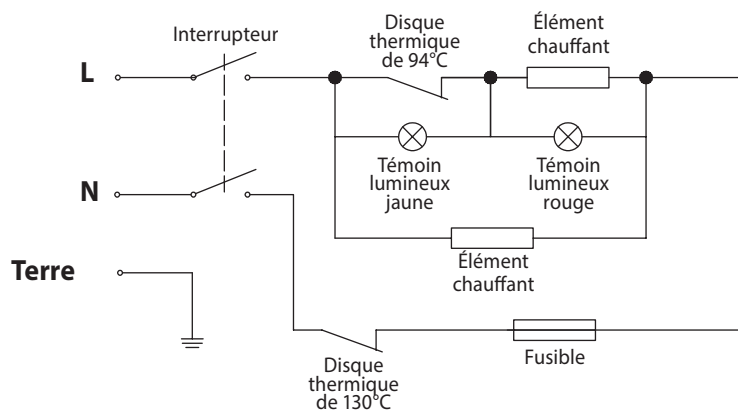 Interrupteur
Disque
thermique
de 94°C
Élément
chauffant
L
Témoin
lumineux
jaune
Témoin
lumineux
rouge
N
Élément
chauffant
Terre
Fusible
Disque
thermique
de 130°C